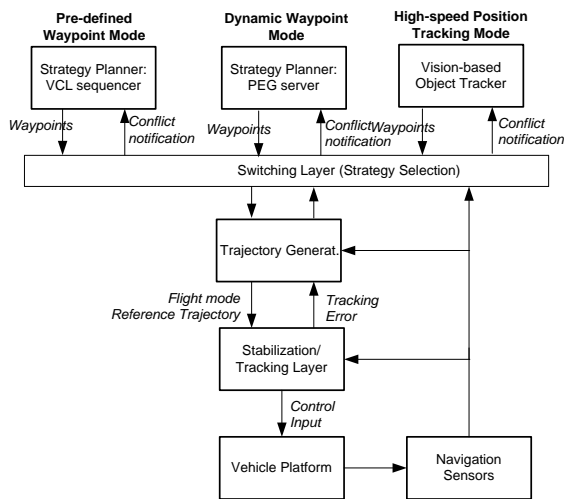 Pre-defined
Waypoint Mode
Dynamic Waypoint
Mode
High-speed Position
Tracking Mode
Strategy Planner:
VCL sequencer
Strategy Planner:
PEG server
Vision-based
Object Tracker
Waypoints
Conflict
notification
Waypoints
Conflict
notification
Waypoints
Conflict
notification
Switching Layer (Strategy Selection)
Trajectory Generat.
Flight mode
Reference Trajectory
Tracking
Error
Stabilization/
Tracking Layer
Control
Input
Vehicle Platform
Navigation
Sensors